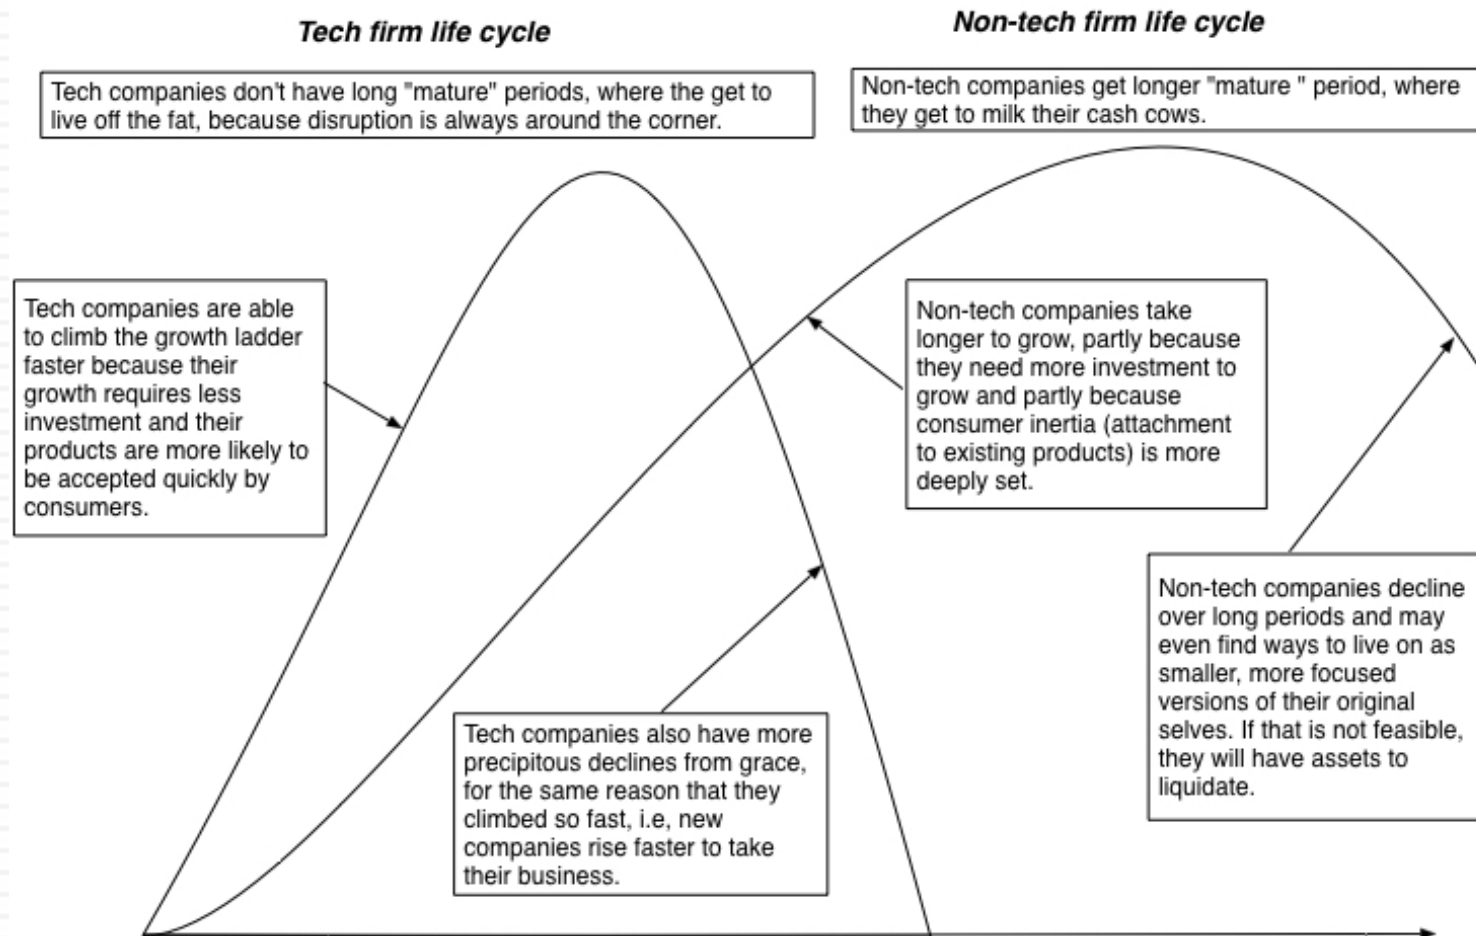 Tech firm life cycle
Non-tech firm life cycle
Tech companies don't have long "mature" periods, where the get to
live off the fat, because disruption is always around the corner.
Non-tech companies get longer "mature " period, where
they get to milk their cash cows.
Tech companies are able
to climb the growth ladder
faster because their
growth requires less
investment and their
products are more likely to
be accepted quickly by
consumers.
Non-tech companies take
longer to grow, partly because
they need more investment to
grow and partly because
consumer inertia (attachment
to existing products) is more
deeply set.
Tech companies also have more
precipitous declines from grace,
for the same reason that they
climbed so fast, i.e, new
companies rise faster to take
their business.
Non-tech companies decline
over long periods and may
even find ways to live on as
smaller, more focused
versions of their original
selves. If that is not feasible,
they will have assets to
liquidate.